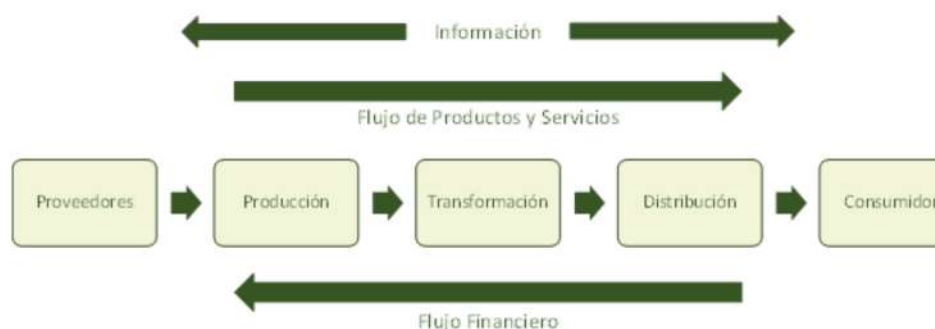 Información
Flujo de Productos y Servicios
Proveedores
Producción
Transformación
Distribución
Consumidor
Flujo Financiero